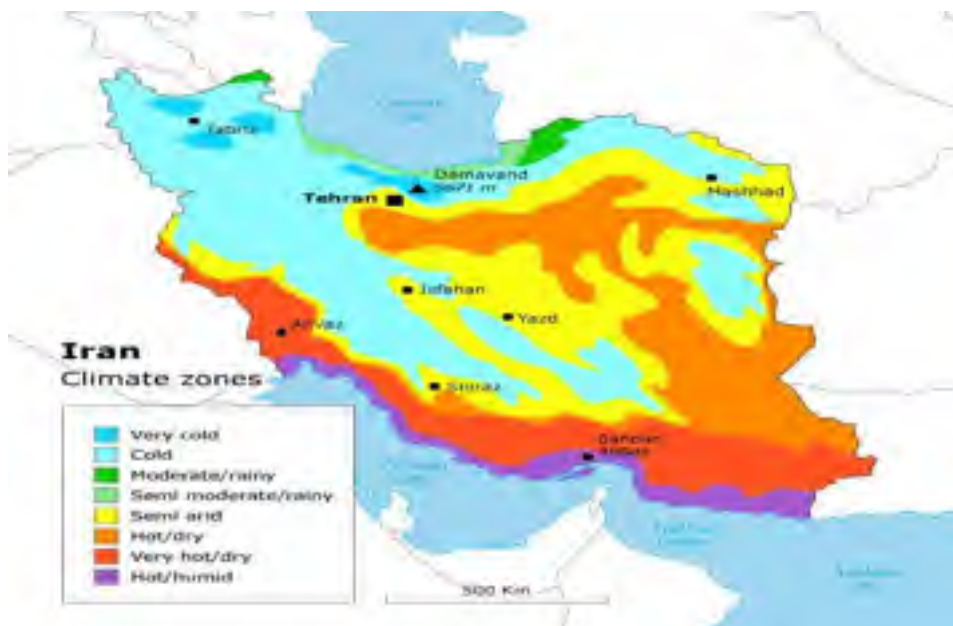 Tabriz
Damavand
5671 m
Tehran
Mashhad
Isfahan
Yazd
Ahvaz
Shiraz
Bandar
Abbas
Iran
Climate zones
Very cold
Cold
Moderate/rainy
Semi moderate/rainy
Semi arid
Hot/dry
Very hot/dry
Hot/humid
500 Km